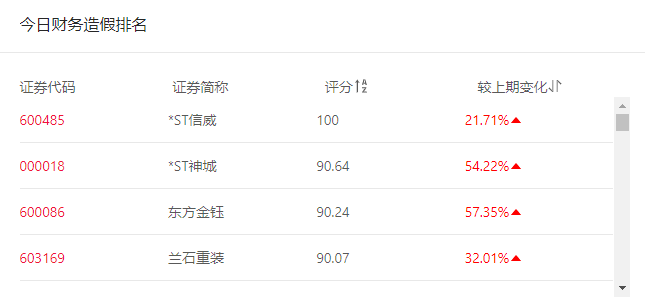 今日财务造假排名
证券代码 证券简称 评分 较上期变化
600485 *ST信威 100 21.71%
000018 *ST神城 90.64 54.22%
600086 东方金钰 90.24 57.35%
603169 兰石重装 90.07 32.01%